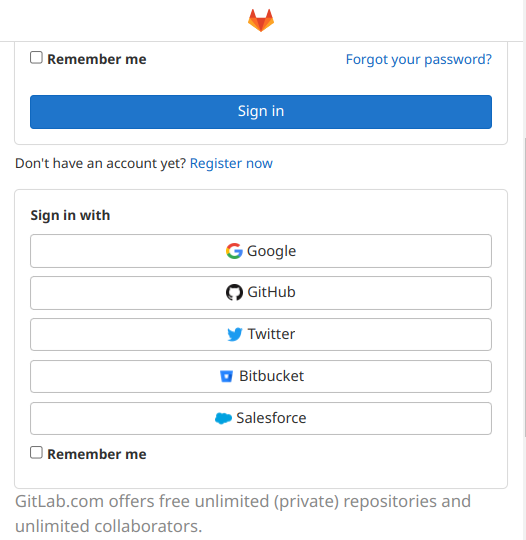 Remember me Forgot your password?
Sign in
Don't have an account yet? Register now
Sign in with
Google
GitHub
Twitter
Bitbucket
Salesforce
Remember me
GitLab.com offers free unlimited (private) repositories and
unlimited collaborators.